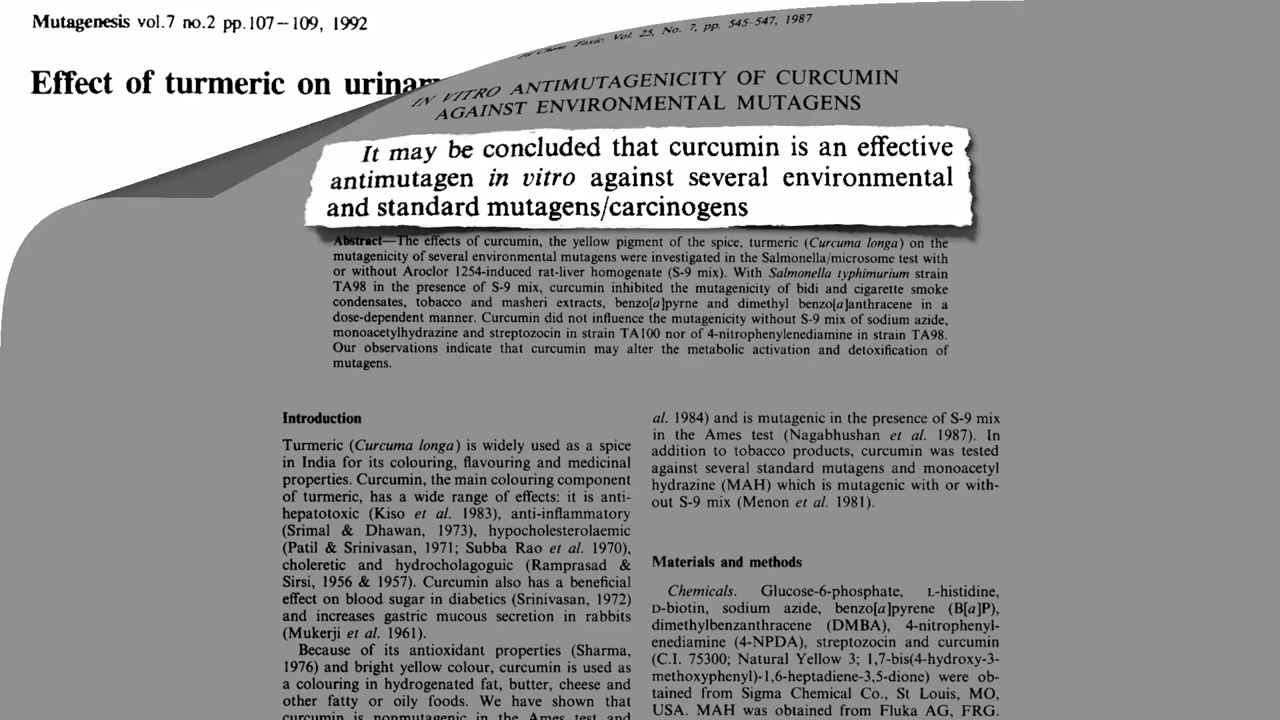 Mutagenesis vol.7 no.2 pp.107–109, 1992
Effect of turmeric on urinary
Toxic. Vol. 25, No. 7, pp. 545–547, 1987
IN VITRO ANTIMUTAGENICITY OF CURCUMIN
AGAINST ENVIRONMENTAL MUTAGENS
It may be concluded that curcumin is an effective
antimutagen in vitro against several environmental
and standard mutagens/carcinogens
Abstract—The effects of curcumin, the yellow pigment of the spice, turmeric (Curcuma longa) on the
mutagenicity of several environmental mutagens were investigated in the Salmonella/microsome test with
or without Aroclor 1254-induced rat-liver homogenate (S-9 mix). With Salmonella typhimurium strain
TA98 in the presence of S-9 mix, curcumin inhibited the mutagenicity of bidi and cigarette smoke
condensates, tobacco and masheri extracts, benzo[a]pyrne and dimethyl benzo[a]anthracene in a
dose-dependent manner. Curcumin did not influence the mutagenicity without S-9 mix of sodium azide,
monoacetylhydrazine and streptozocin in strain TA100 nor of 4-nitrophenylenediamine in strain TA98.
Our observations indicate that curcumin may alter the metabolic activation and detoxification of
mutagens.
Introduction
Turmeric (Curcuma longa) is widely used as a spice
in India for its colouring, flavouring and medicinal
properties. Curcumin, the main colouring component
of turmeric, has a wide range of effects: it is anti-
hepatotoxic (Kiso et al. 1983), anti-inflammatory
(Srimal & Dhawan, 1973), hypocholesterolaemic
(Patil & Srinivasan, 1971; Subba Rao et al. 1970),
choleretic and hydrocholagoguic (Ramprasad &
Sirsi, 1956 & 1957). Curcumin also has a beneficial
effect on blood sugar in diabetics (Srinivasan, 1972)
and increases gastric mucous secretion in rabbits
(Mukerji et al. 1961).
Because of its antioxidant properties (Sharma,
1976) and bright yellow colour, curcumin is used as
a colouring in hydrogenated fat, butter, cheese and
other fatty or oily foods. We have shown that
curcumin is nonmutagenic in the Ames test and
al. 1984) and is mutagenic in the presence of S-9 mix
in the Ames test (Nagabhushan et al. 1987). In
addition to tobacco products, curcumin was tested
against several standard mutagens and monoacetyl
hydrazine (MAH) which is mutagenic with or with-
out S-9 mix (Menon et al. 1981).
Materials and methods
Chemicals. Glucose-6-phosphate, L-histidine,
D-biotin, sodium azide, benzo[a]pyrene (B[a]P),
dimethylbenzanthracene (DMBA), 4-nitrophenyl-
enediamine (4-NPDA), streptozocin and curcumin
(C.I. 75300; Natural Yellow 3; 1,7-bis(4-hydroxy-3-
methoxyphenyl)-1,6-heptadiene-3,5-dione) were ob-
tained from Sigma Chemical Co., St Louis, MO,
USA. MAH was obtained from Fluka AG, FRG.